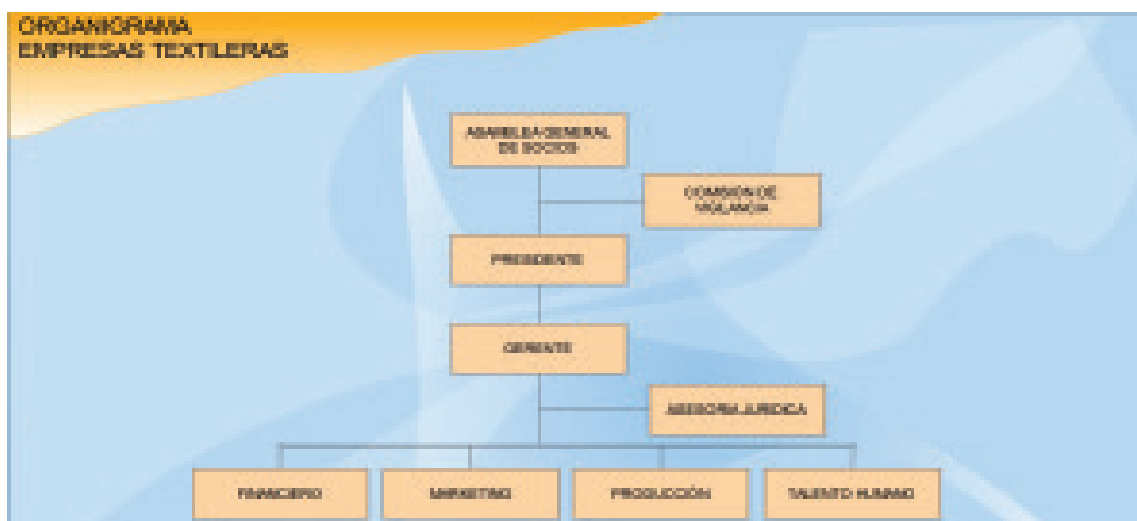 ORGANIGRAMA
EMPRESAS TEXTILERAS
ASAMBLEA GENERAL
DE SOCIOS
COMISIÓN DE
VIGILANCIA
PRESIDENTE
GERENTE
ASESORIA JURIDICA
FINANCIERO
MARKETING
PRODUCCIÓN
TALENTO HUMANO